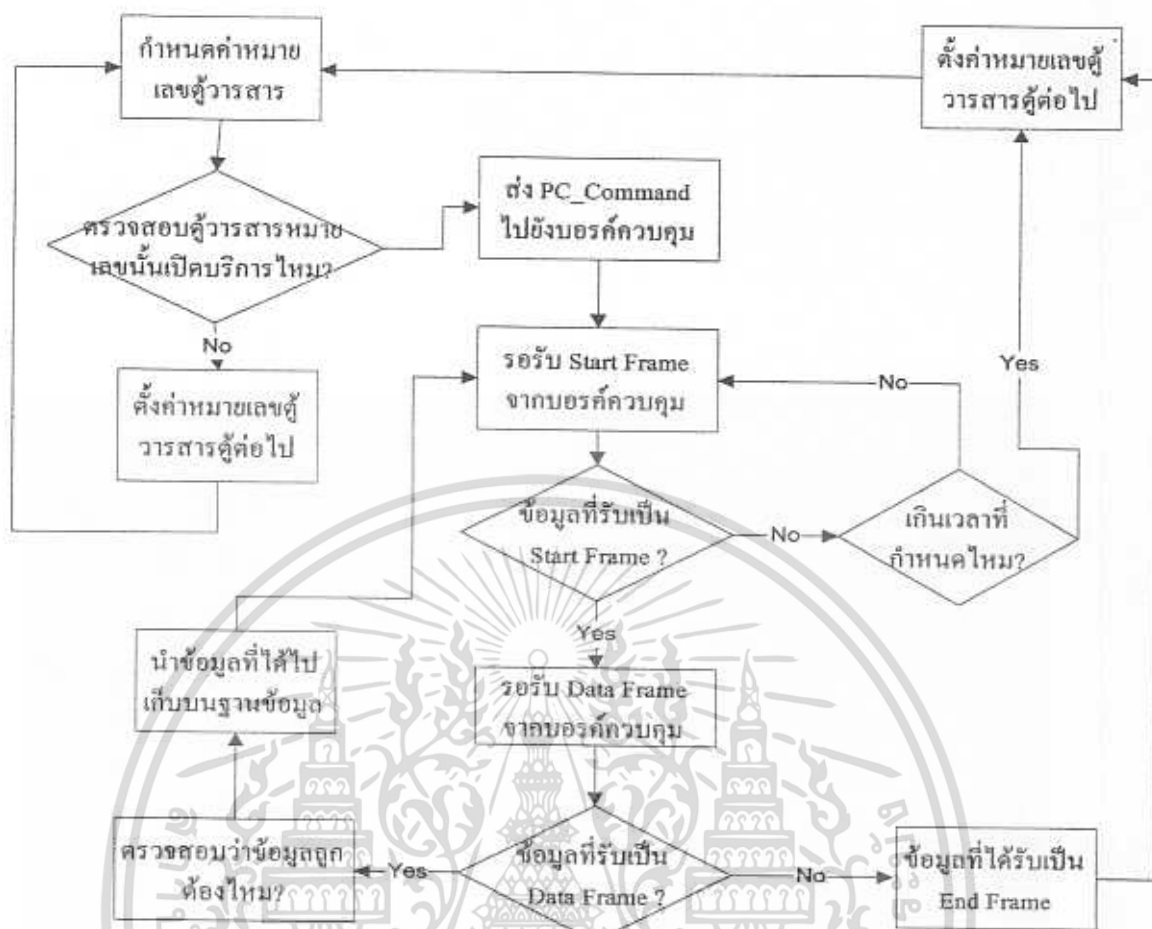 กำหนดค่าหมาย
เลขตู้วารสาร
ตั้งค่าหมายเลขตู้
วารสารตู้ต่อไป
ส่ง PC_Command
ไปยังบอร์ดควบคุม
ตรวจสอบตู้วารสารหมาย
เลขนั้นเปิดบริการไหม?
No
ตั้งค่าหมายเลขตู้
วารสารตู้ต่อไป
รอรับ Start Frame
จากบอร์ดควบคุม
No
Yes
ข้อมูลที่รับเป็น
Start Frame ?
No
เกินเวลาที่
กำหนดไหม?
Yes
นำข้อมูลที่ได้ไป
เก็บบนฐานข้อมูล
รอรับ Data Frame
จากบอร์ดควบคุม
ตรวจสอบว่าข้อมูลถูก
ต้องไหม?
Yes
ข้อมูลที่รับเป็น
Data Frame ?
No
ข้อมูลที่ได้รับเป็น
End Frame